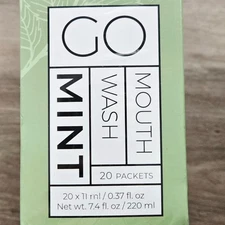 GO
MINT
WASH
MOUTH
20 PACKETS
20 x 11 ml / 0.37 fl. oz
Net wt. 7.4 fl. oz / 220 ml